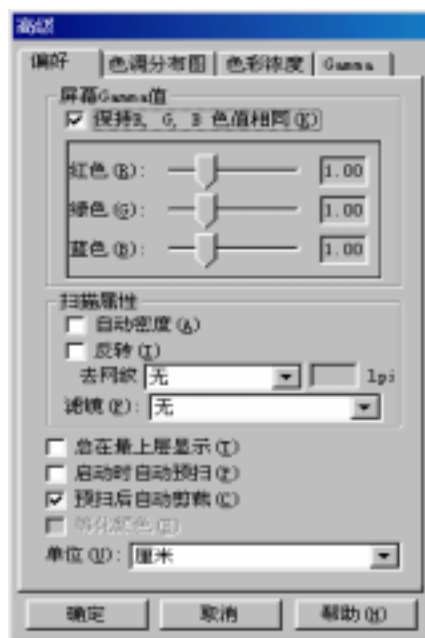 高级
偏好 色调分布图 色彩浓度 Gamma
屏幕Gamma值
保持R, G, B 色值相同(K)
红色(R): 1.00
绿色(G): 1.00
蓝色(B): 1.00
扫描属性
自动密度(A)
反转(I)
去网纹 无 lpi
滤镜(F): 无
总在最上层显示(T)
启动时自动预扫(P)
预扫后自动剪裁(C)
单位(U): 厘米
确定 取消 帮助(H)